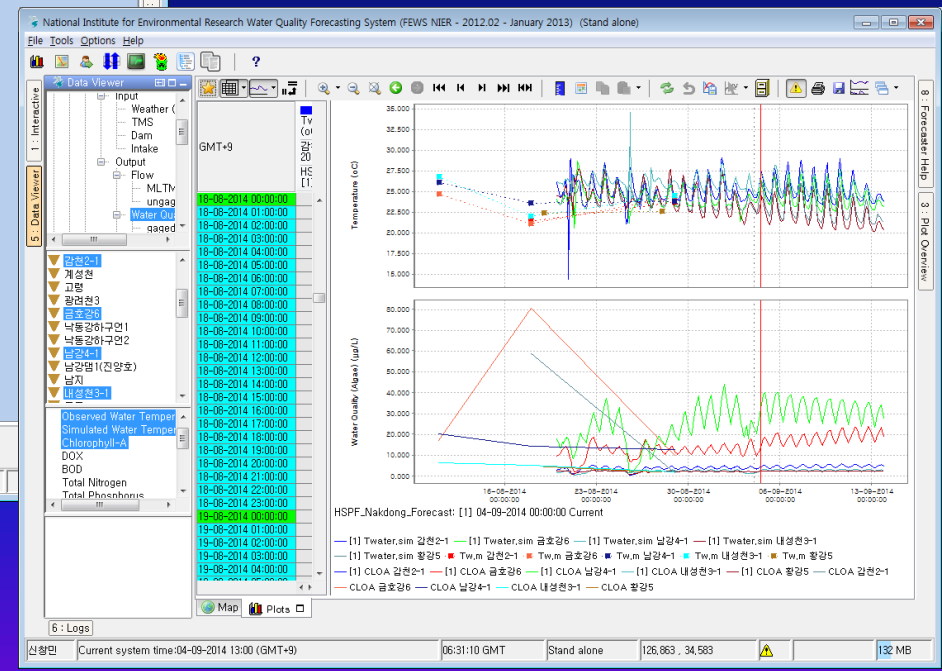 National Institute for Environmental Research Water Quality Forecasting System (FEWS NIER - 2012.02 - January 2013) (Stand alone)
File Tools Options Help
?
1 : Interactive
5 : Data Viewer
Data Viewer
Input
Weather (
TMS
Dam
Intake
Output
Flow
MLTM
ungag
Water Qua
gaged
감천2-1
계성천
고령
광려천3
금호강6
낙동강하구언1
낙동강하구언2
남강4-1
남강댐1(진양호)
남지
내성천3-1
Observed Water Temper
Simulated Water Temper
Chlorophyll-A
DOX
BOD
Total Nitrogen
Total Phosphorus
GMT+9
Tw
(ou
감
20
HS
[1]
18-08-2014 00:00:00
18-08-2014 01:00:00
18-08-2014 02:00:00
18-08-2014 03:00:00
18-08-2014 04:00:00
18-08-2014 05:00:00
18-08-2014 06:00:00
18-08-2014 07:00:00
18-08-2014 08:00:00
18-08-2014 09:00:00
18-08-2014 10:00:00
18-08-2014 11:00:00
18-08-2014 12:00:00
18-08-2014 13:00:00
18-08-2014 14:00:00
18-08-2014 15:00:00
18-08-2014 16:00:00
18-08-2014 17:00:00
18-08-2014 18:00:00
18-08-2014 19:00:00
18-08-2014 20:00:00
18-08-2014 21:00:00
18-08-2014 22:00:00
18-08-2014 23:00:00
19-08-2014 00:00:00
19-08-2014 01:00:00
19-08-2014 02:00:00
19-08-2014 03:00:00
19-08-2014 04:00:00
Temperature (oC)
35.000
32.500
30.000
27.500
25.000
22.500
20.000
17.500
15.000
Water Quality (Algae) (μg/L)
80.000
70.000
60.000
50.000
40.000
30.000
20.000
10.000
0.000
16-08-2014 00:00:00
23-08-2014 00:00:00
30-08-2014 00:00:00
06-09-2014 00:00:00
13-09-2014 00:00:00
HSPF_Nakdong_Forecast: [1] 04-09-2014 00:00:00 Current
[1] Twater,sim 감천2-1 [1] Twater,sim 금호강6 [1] Twater,sim 남강4-1 [1] Twater,sim 내성천3-1
[1] Twater,sim 황강5 Tw,m 감천2-1 Tw,m 금호강6 Tw,m 남강4-1 Tw,m 내성천3-1 Tw,m 황강5
[1] CLOA 감천2-1 [1] CLOA 금호강6 [1] CLOA 남강4-1 [1] CLOA 내성천3-1 [1] CLOA 황강5 CLOA 감천2-1
CLOA 금호강6 CLOA 남강4-1 CLOA 내성천3-1 CLOA 황강5
8 : Forecaster Help
3 : Plot Overview
Map
Plots
6 : Logs
신창민
Current system time:04-09-2014 13:00 (GMT+9)
06:31:10 GMT
Stand alone
126,863 , 34,583
132 MB